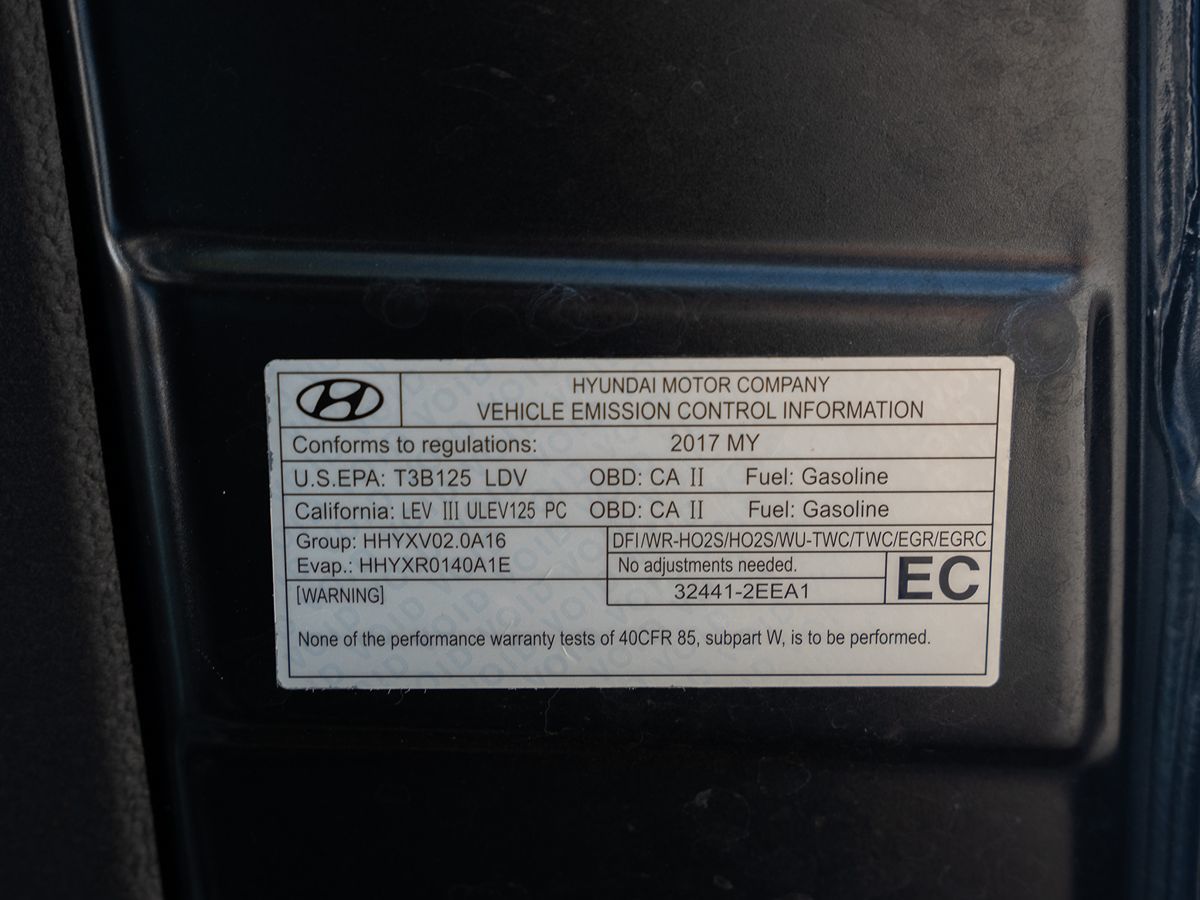 HYUNDAI MOTOR COMPANY
VEHICLE EMISSION CONTROL INFORMATION
Conforms to regulations: 2017 MY
U.S.EPA: T3B125 LDV OBD: CA II Fuel: Gasoline
California: LEV III ULEV125 PC OBD: CA II Fuel: Gasoline
Group: HHYXV02.0A16
Evap.: HHYXR0140A1E
DFI/WR-HO2S/HO2S/WU-TWC/TWC/EGR/EGRC
No adjustments needed.
32441-2EEA1
EC
[WARNING]
None of the performance warranty tests of 40CFR 85, subpart W, is to be performed.